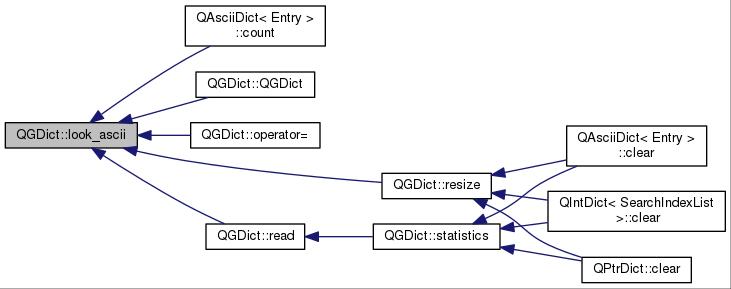 QAsciiDict< Entry >
::count
QGDict::QGDict
QGDict::look_ascii
QGDict::operator=
QAsciiDict< Entry >
::clear
QGDict::resize
QIntDict< SearchIndexList
>::clear
QGDict::read
QGDict::statistics
QPtrDict::clear